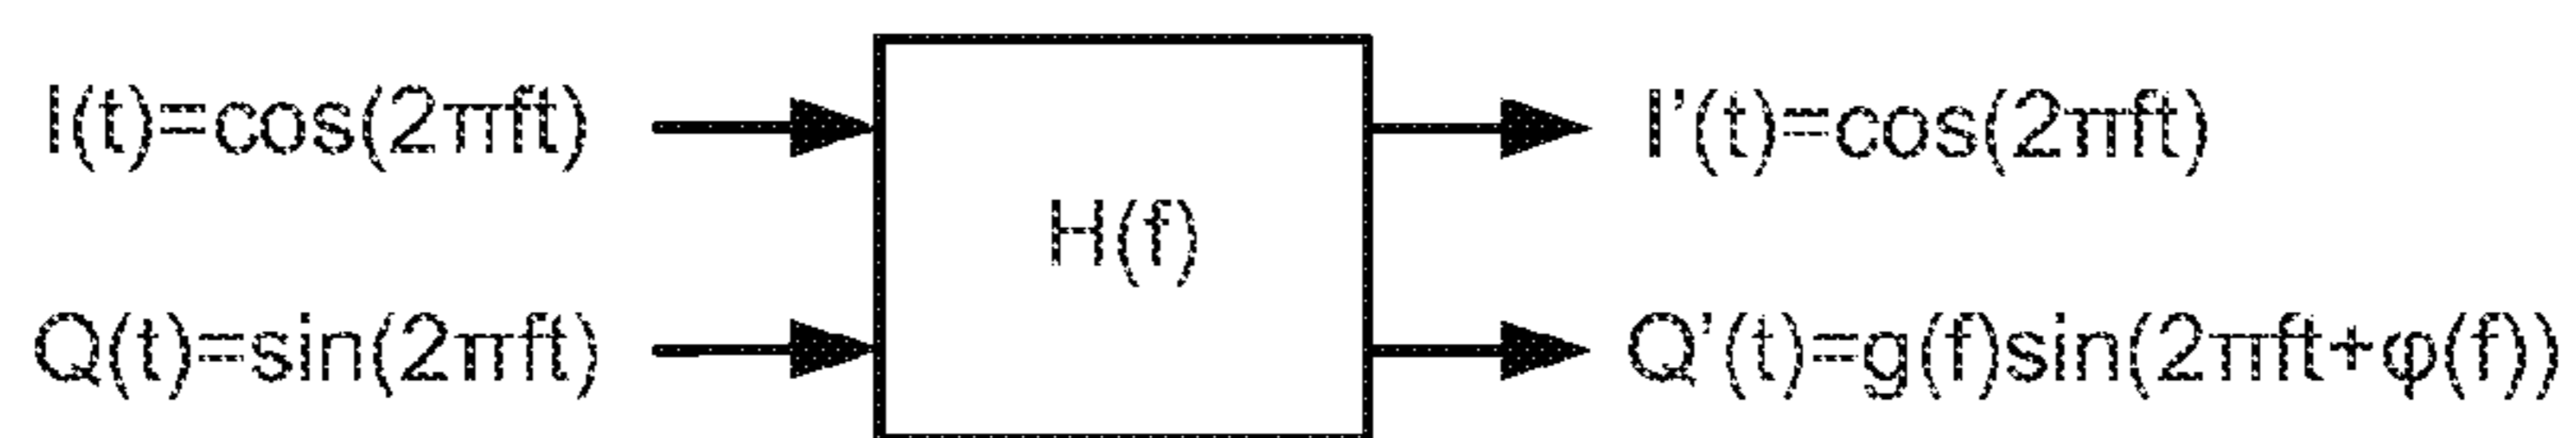 I(t)=cos(2πft)
I'(t)=cos(2πft)
H(f)
Q(t)=sin(2πft)
Q'(t)=g(f)sin(2πft+φ(f))